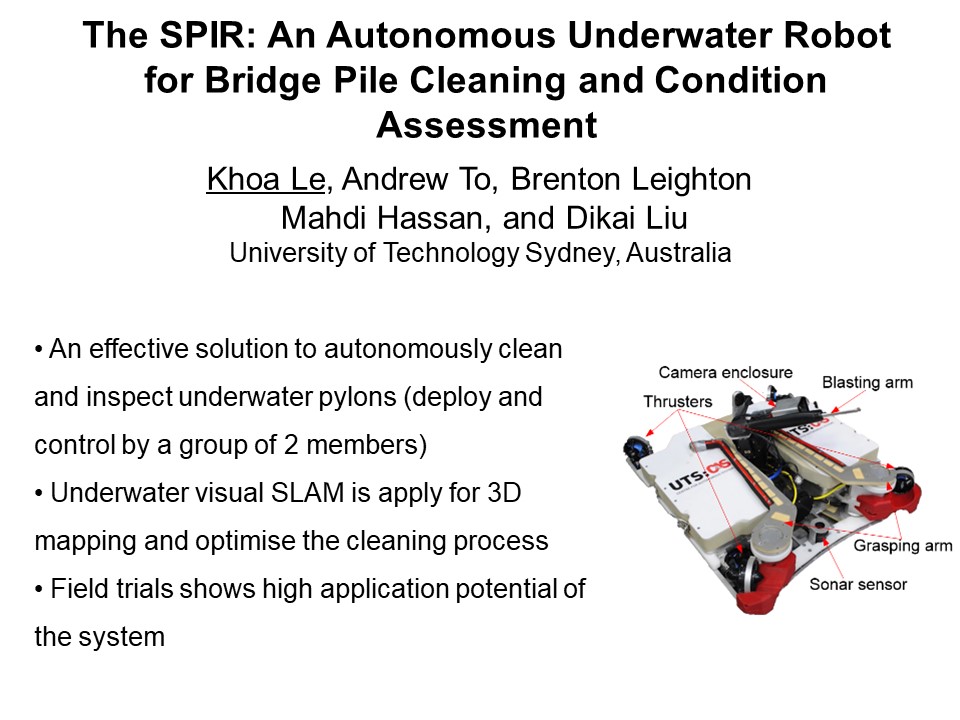 The SPIR: An Autonomous Underwater Robot
for Bridge Pile Cleaning and Condition
Assessment
Khoa Le, Andrew To, Brenton Leighton
Mahdi Hassan, and Dikai Liu
University of Technology Sydney, Australia
• An effective solution to autonomously clean
and inspect underwater pylons (deploy and
control by a group of 2 members)
• Underwater visual SLAM is apply for 3D
mapping and optimise the cleaning process
• Field trials shows high application potential of
the system
Camera enclosure
Blasting arm
Thrusters
UTS:CAS
UTS:CAS
Grasping arm
Sonar sensor